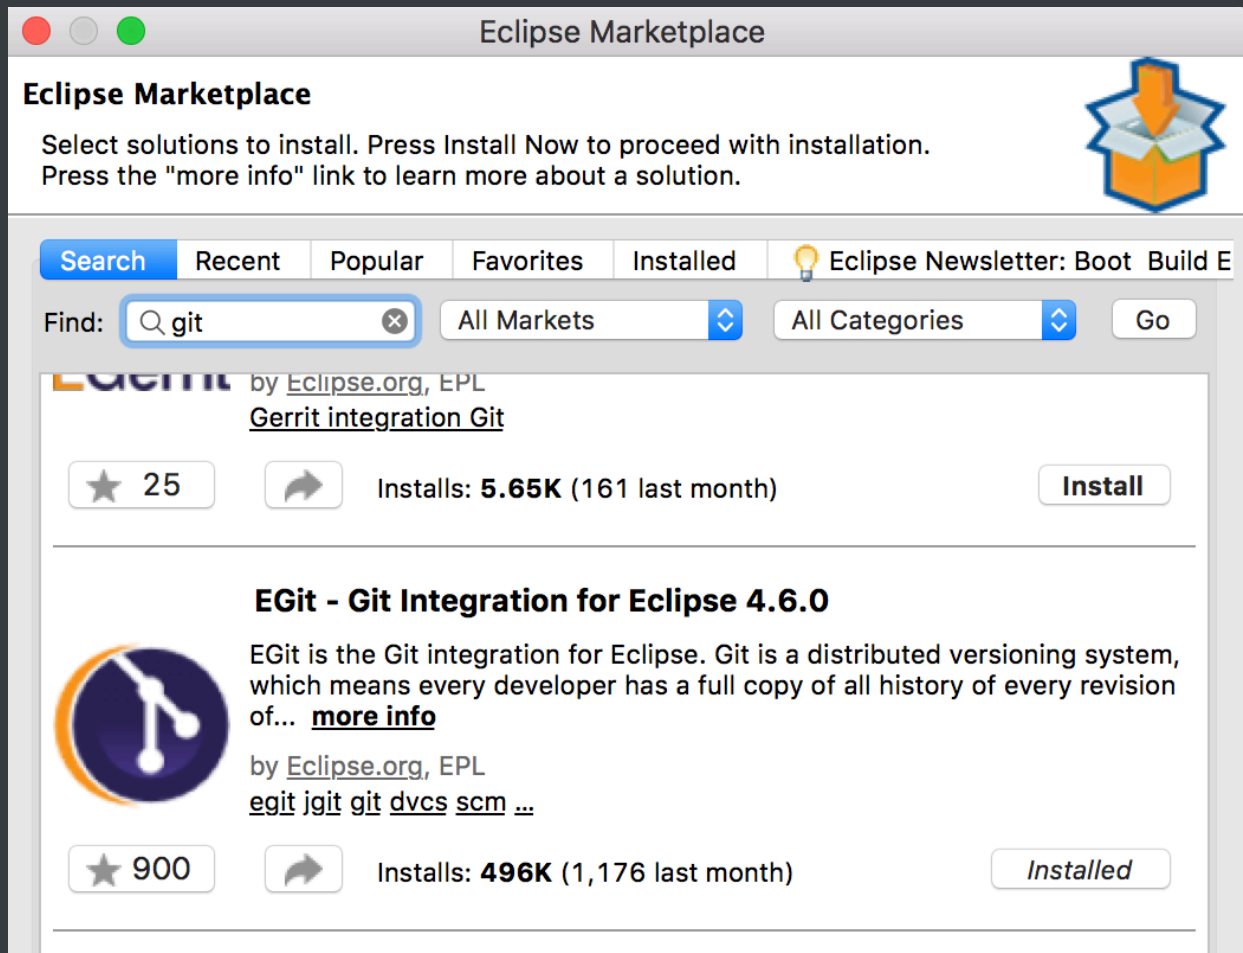 Eclipse Marketplace
Eclipse Marketplace
Select solutions to install. Press Install Now to proceed with installation.
Press the "more info" link to learn more about a solution.
Search Recent Popular Favorites Installed Eclipse Newsletter: Boot Build E
Find: git All Markets All Categories Go
EGerrit by Eclipse.org, EPL
Gerrit integration Git
25 Installs: 5.65K (161 last month) Install
EGit - Git Integration for Eclipse 4.6.0
EGit is the Git integration for Eclipse. Git is a distributed versioning system,
which means every developer has a full copy of all history of every revision
of... more info
by Eclipse.org, EPL
egit jgit git dvcs scm ...
900 Installs: 496K (1,176 last month) Installed